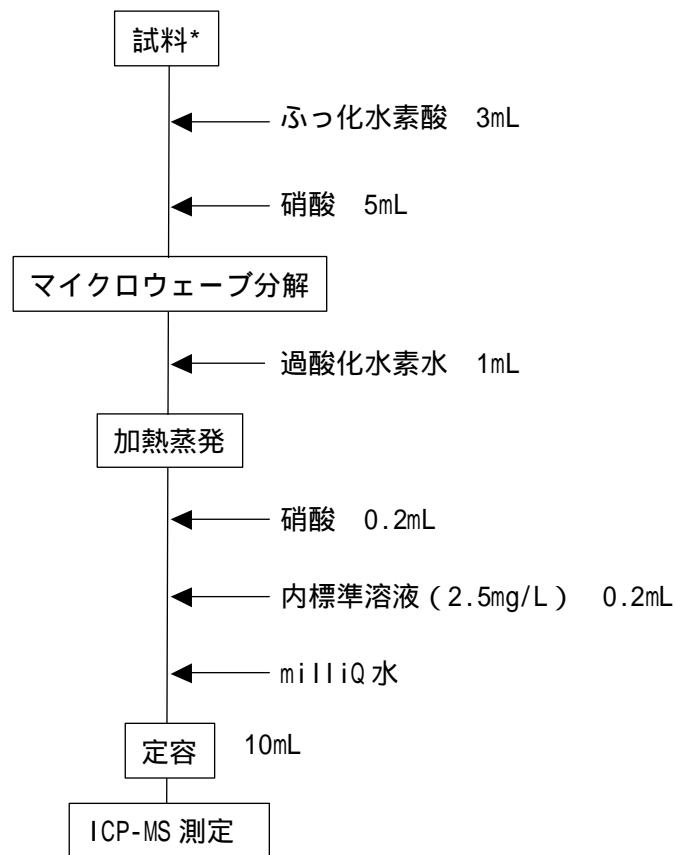 試料*
ふっ化水素酸　3mL
硝酸　5mL
マイクロウェーブ分解
過酸化水素水　1mL
加熱蒸発
硝酸　0.2mL
内標準溶液（2.5mg/L）　0.2mL
milliQ水
定容　10mL
ICP-MS測定